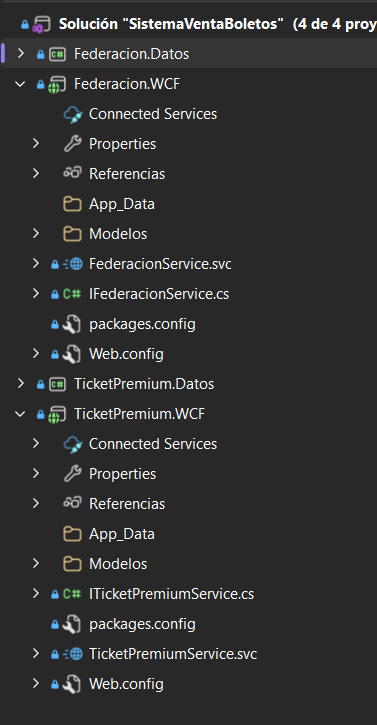 Solución "SistemaVentaBoletos" (4 de 4 proy
C# Federacion.Datos
Federacion.WCF
Connected Services
Properties
Referencias
App_Data
Modelos
FederacionService.svc
C# IFederacionService.cs
packages.config
Web.config
C# TicketPremium.Datos
TicketPremium.WCF
Connected Services
Properties
Referencias
App_Data
Modelos
C# ITicketPremiumService.cs
packages.config
TicketPremiumService.svc
Web.config